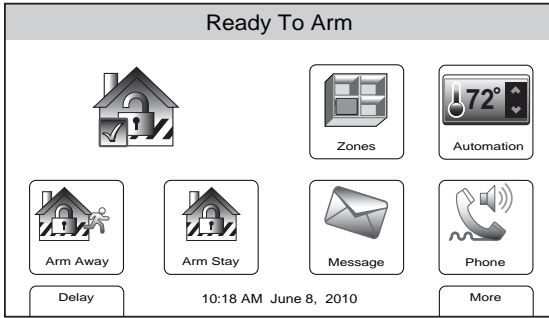 Ready To Arm
72°
Zones
Automation
Arm Away
Arm Stay
Message
Phone
Delay
10:18 AM June 8, 2010
More